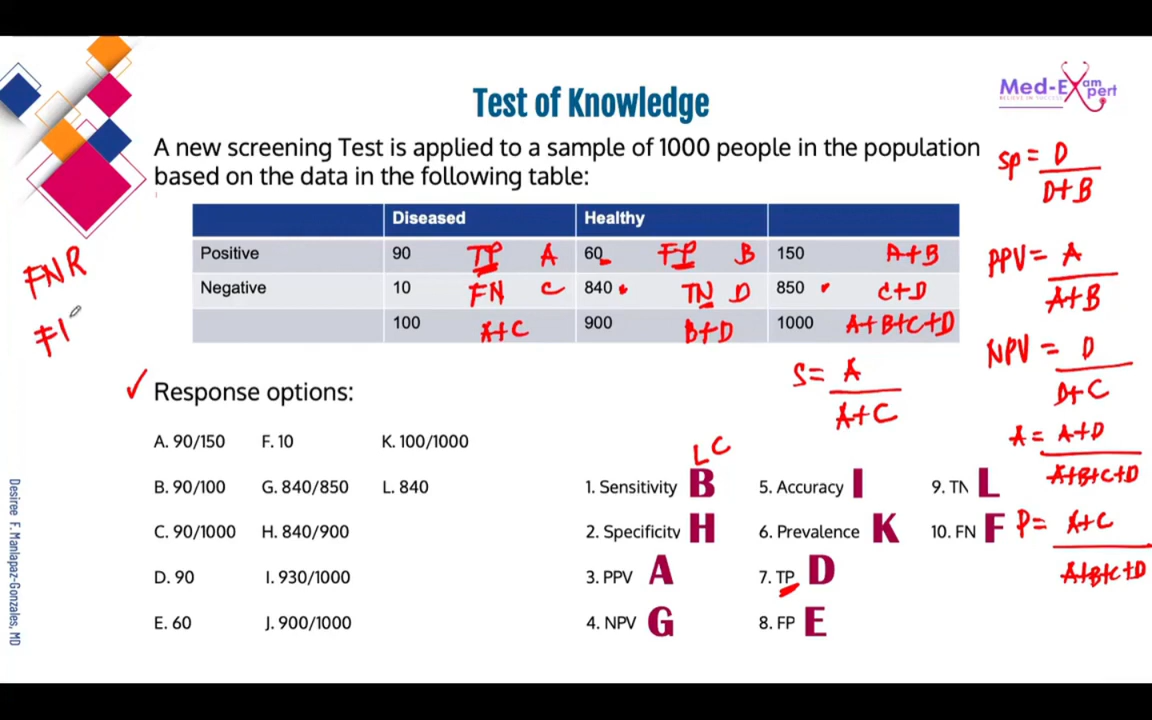 Med-Exam Expert
BELIEVE IN SUCCESS
Test of Knowledge
A new screening Test is applied to a sample of 1000 people in the population
based on the data in the following table:
Diseased Healthy
Positive 90 TP A 60 FP B 150 A+B
Negative 10 FN C 840 TN D 850 C+D
100 A+C 900 B+D 1000 A+B+C+D
FNR
Sp = D
D+B
PPV = A
A+B
NPV = D
D+C
S = A
A+C
A = A+D
A+B+C+D
P = A+C
A+B+C+D
Response options:
A. 90/150 F. 10 K. 100/1000
B. 90/100 G. 840/850 L. 840
C. 90/1000 H. 840/900
D. 90 I. 930/1000
E. 60 J. 900/1000
LC
1. Sensitivity B 5. Accuracy I 9. TN L
2. Specificity H 6. Prevalence K 10. FN F
3. PPV A 7. TP D
4. NPV G 8. FP E
Desiree F. Manlapaz-Gonzales, MD